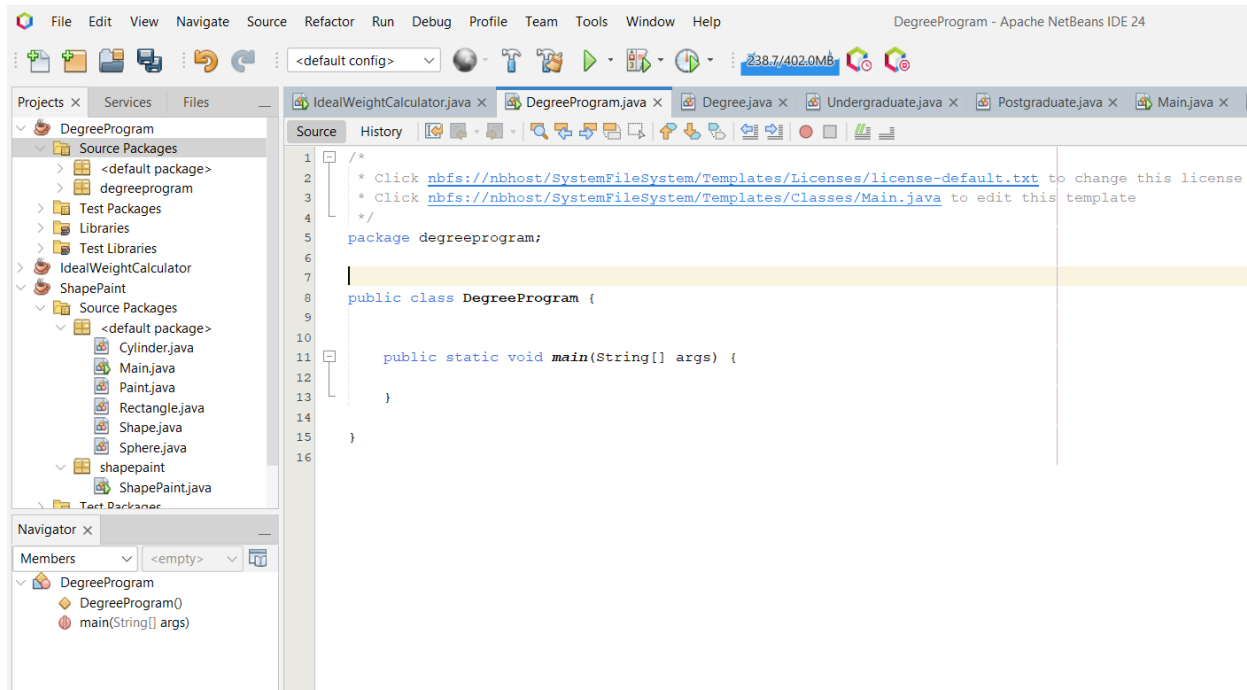 File Edit View Navigate Source Refactor Run Debug Profile Team Tools Window Help DegreeProgram - Apache NetBeans IDE 24
<default config> 238.7/402.0MB
Projects Services Files
IdealWeightCalculator.java DegreeProgram.java Degree.java Undergraduate.java Postgraduate.java Main.java
Source History
DegreeProgram
Source Packages
<default package>
degreeprogram
Test Packages
Libraries
Test Libraries
IdealWeightCalculator
ShapePaint
Source Packages
<default package>
Cylinder.java
Main.java
Paint.java
Rectangle.java
Shape.java
Sphere.java
shapepaint
ShapePaint.java
Test Packages
1 /*
2 * Click nbfs://nbhost/SystemFileSystem/Templates/Licenses/license-default.txt to change this license
3 * Click nbfs://nbhost/SystemFileSystem/Templates/Classes/Main.java to edit this template
4 */
5 package degreeprogram;
6
7
8 public class DegreeProgram {
9
10
11 public static void main(String[] args) {
12
13 }
14
15 }
16
Navigator
Members <empty>
DegreeProgram
DegreeProgram()
main(String[] args)